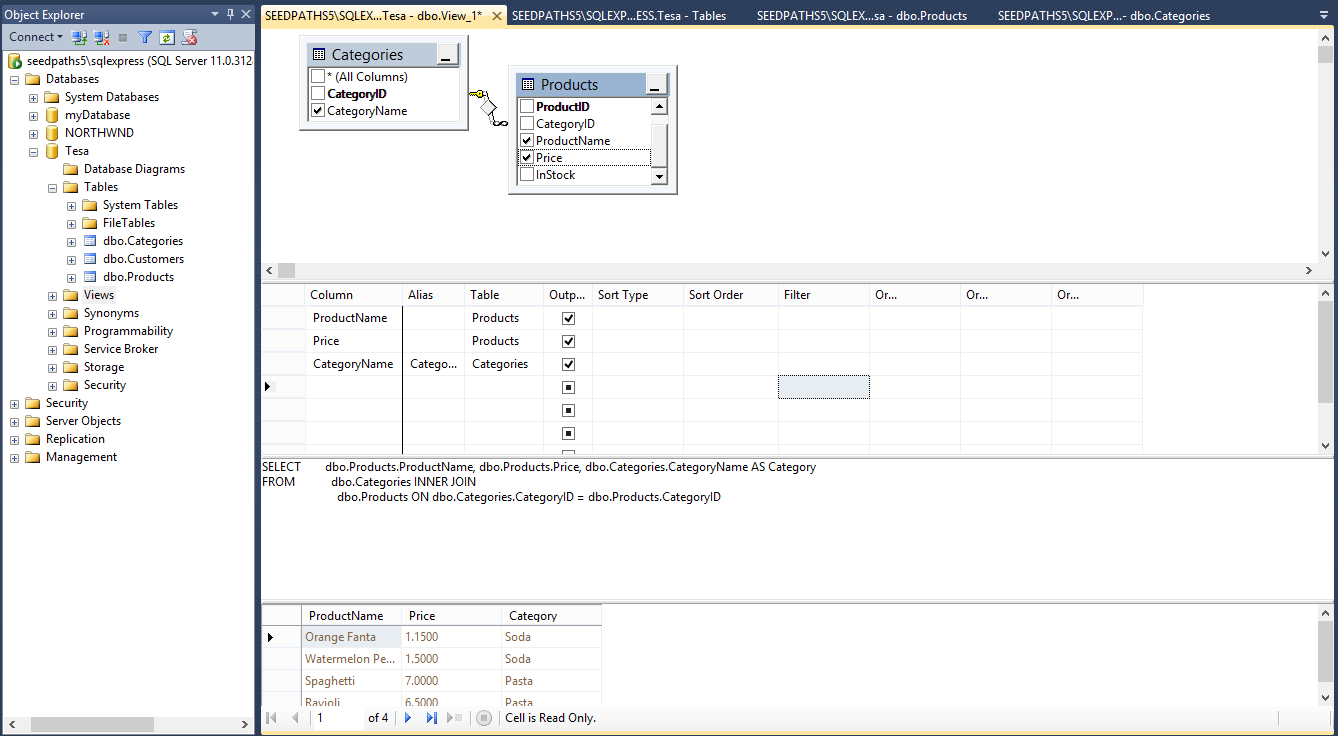 Object Explorer
Connect
seedpaths5\sqlexpress (SQL Server 11.0.312
Databases
System Databases
myDatabase
NORTHWND
Tesa
Database Diagrams
Tables
System Tables
FileTables
dbo.Categories
dbo.Customers
dbo.Products
Views
Synonyms
Programmability
Service Broker
Storage
Security
Security
Server Objects
Replication
Management
SEEDPATHS5\SQLEX...Tesa - dbo.View_1* SEEDPATHS5\SQLEXP...ESS.Tesa - Tables SEEDPATHS5\SQLEX...sa - dbo.Products SEEDPATHS5\SQLEXP...- dbo.Categories
Categories
* (All Columns)
CategoryID
CategoryName
Products
ProductID
CategoryID
ProductName
Price
InStock
Column Alias Table Outp... Sort Type Sort Order Filter Or... Or... Or...
ProductName Products
Price Products
CategoryName Catego... Categories
SELECT dbo.Products.ProductName, dbo.Products.Price, dbo.Categories.CategoryName AS Category
FROM dbo.Categories INNER JOIN
dbo.Products ON dbo.Categories.CategoryID = dbo.Products.CategoryID
ProductName Price Category
Orange Fanta 1.1500 Soda
Watermelon Pe... 1.5000 Soda
Spaghetti 7.0000 Pasta
Ravioli 6.5000 Pasta
1 of 4 Cell is Read Only.